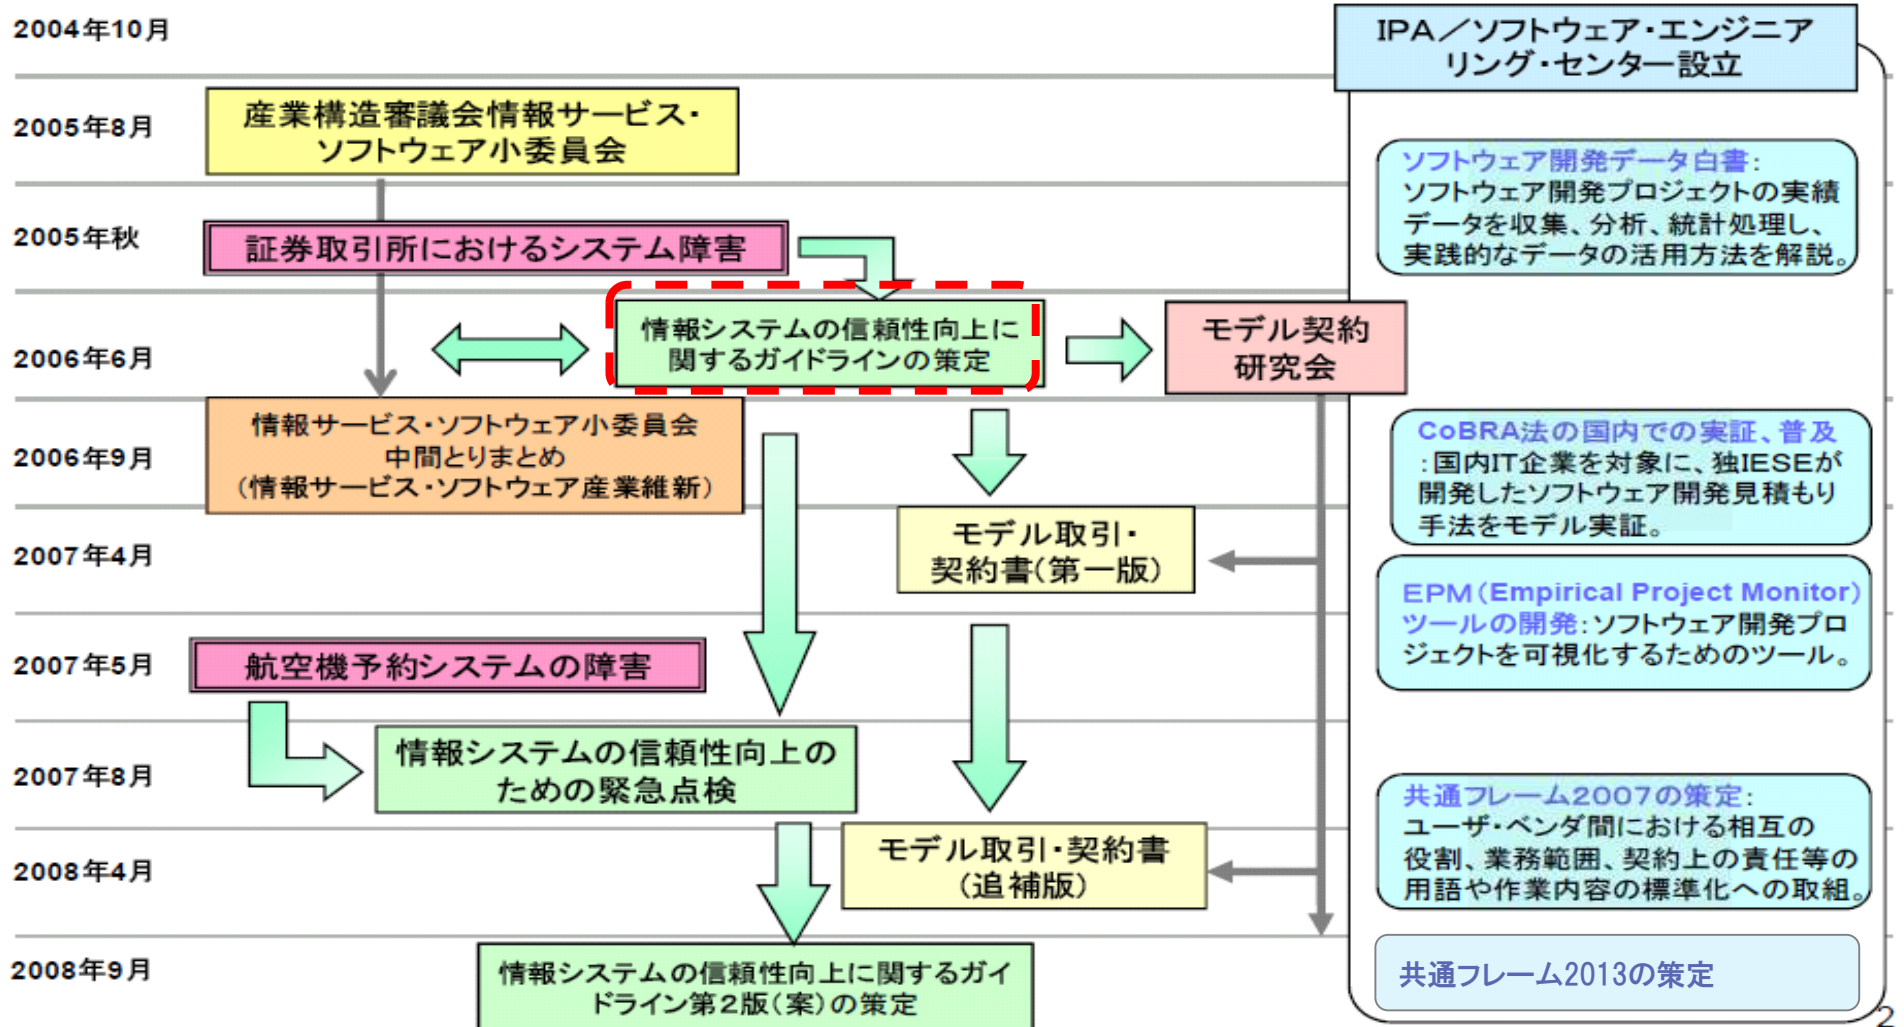 2004年10月
IPA／ソフトウェア・エンジニア
リング・センター設立
2005年8月
産業構造審議会情報サービス・
ソフトウェア小委員会
ソフトウェア開発データ白書：
ソフトウェア開発プロジェクトの実績
データを収集、分析、統計処理し、
実践的なデータの活用方法を解説。
2005年秋
証券取引所におけるシステム障害
2006年6月
情報システムの信頼性向上に
関するガイドラインの策定
モデル契約
研究会
2006年9月
情報サービス・ソフトウェア小委員会
中間とりまとめ
（情報サービス・ソフトウェア産業維新）
CoBRA法の国内での実証、普及
：国内IT企業を対象に、独IESEが
開発したソフトウェア開発見積もり
手法をモデル実証。
2007年4月
モデル取引・
契約書（第一版）
EPM（Empirical Project Monitor）
ツールの開発：ソフトウェア開発プロ
ジェクトを可視化するためのツール。
2007年5月
航空機予約システムの障害
2007年8月
情報システムの信頼性向上の
ための緊急点検
共通フレーム2007の策定：
ユーザ・ベンダ間における相互の
役割、業務範囲、契約上の責任等の
用語や作業内容の標準化への取組。
2008年4月
モデル取引・契約書
（追補版）
2008年9月
情報システムの信頼性向上に関するガイ
ドライン第２版（案）の策定
共通フレーム2013の策定
2